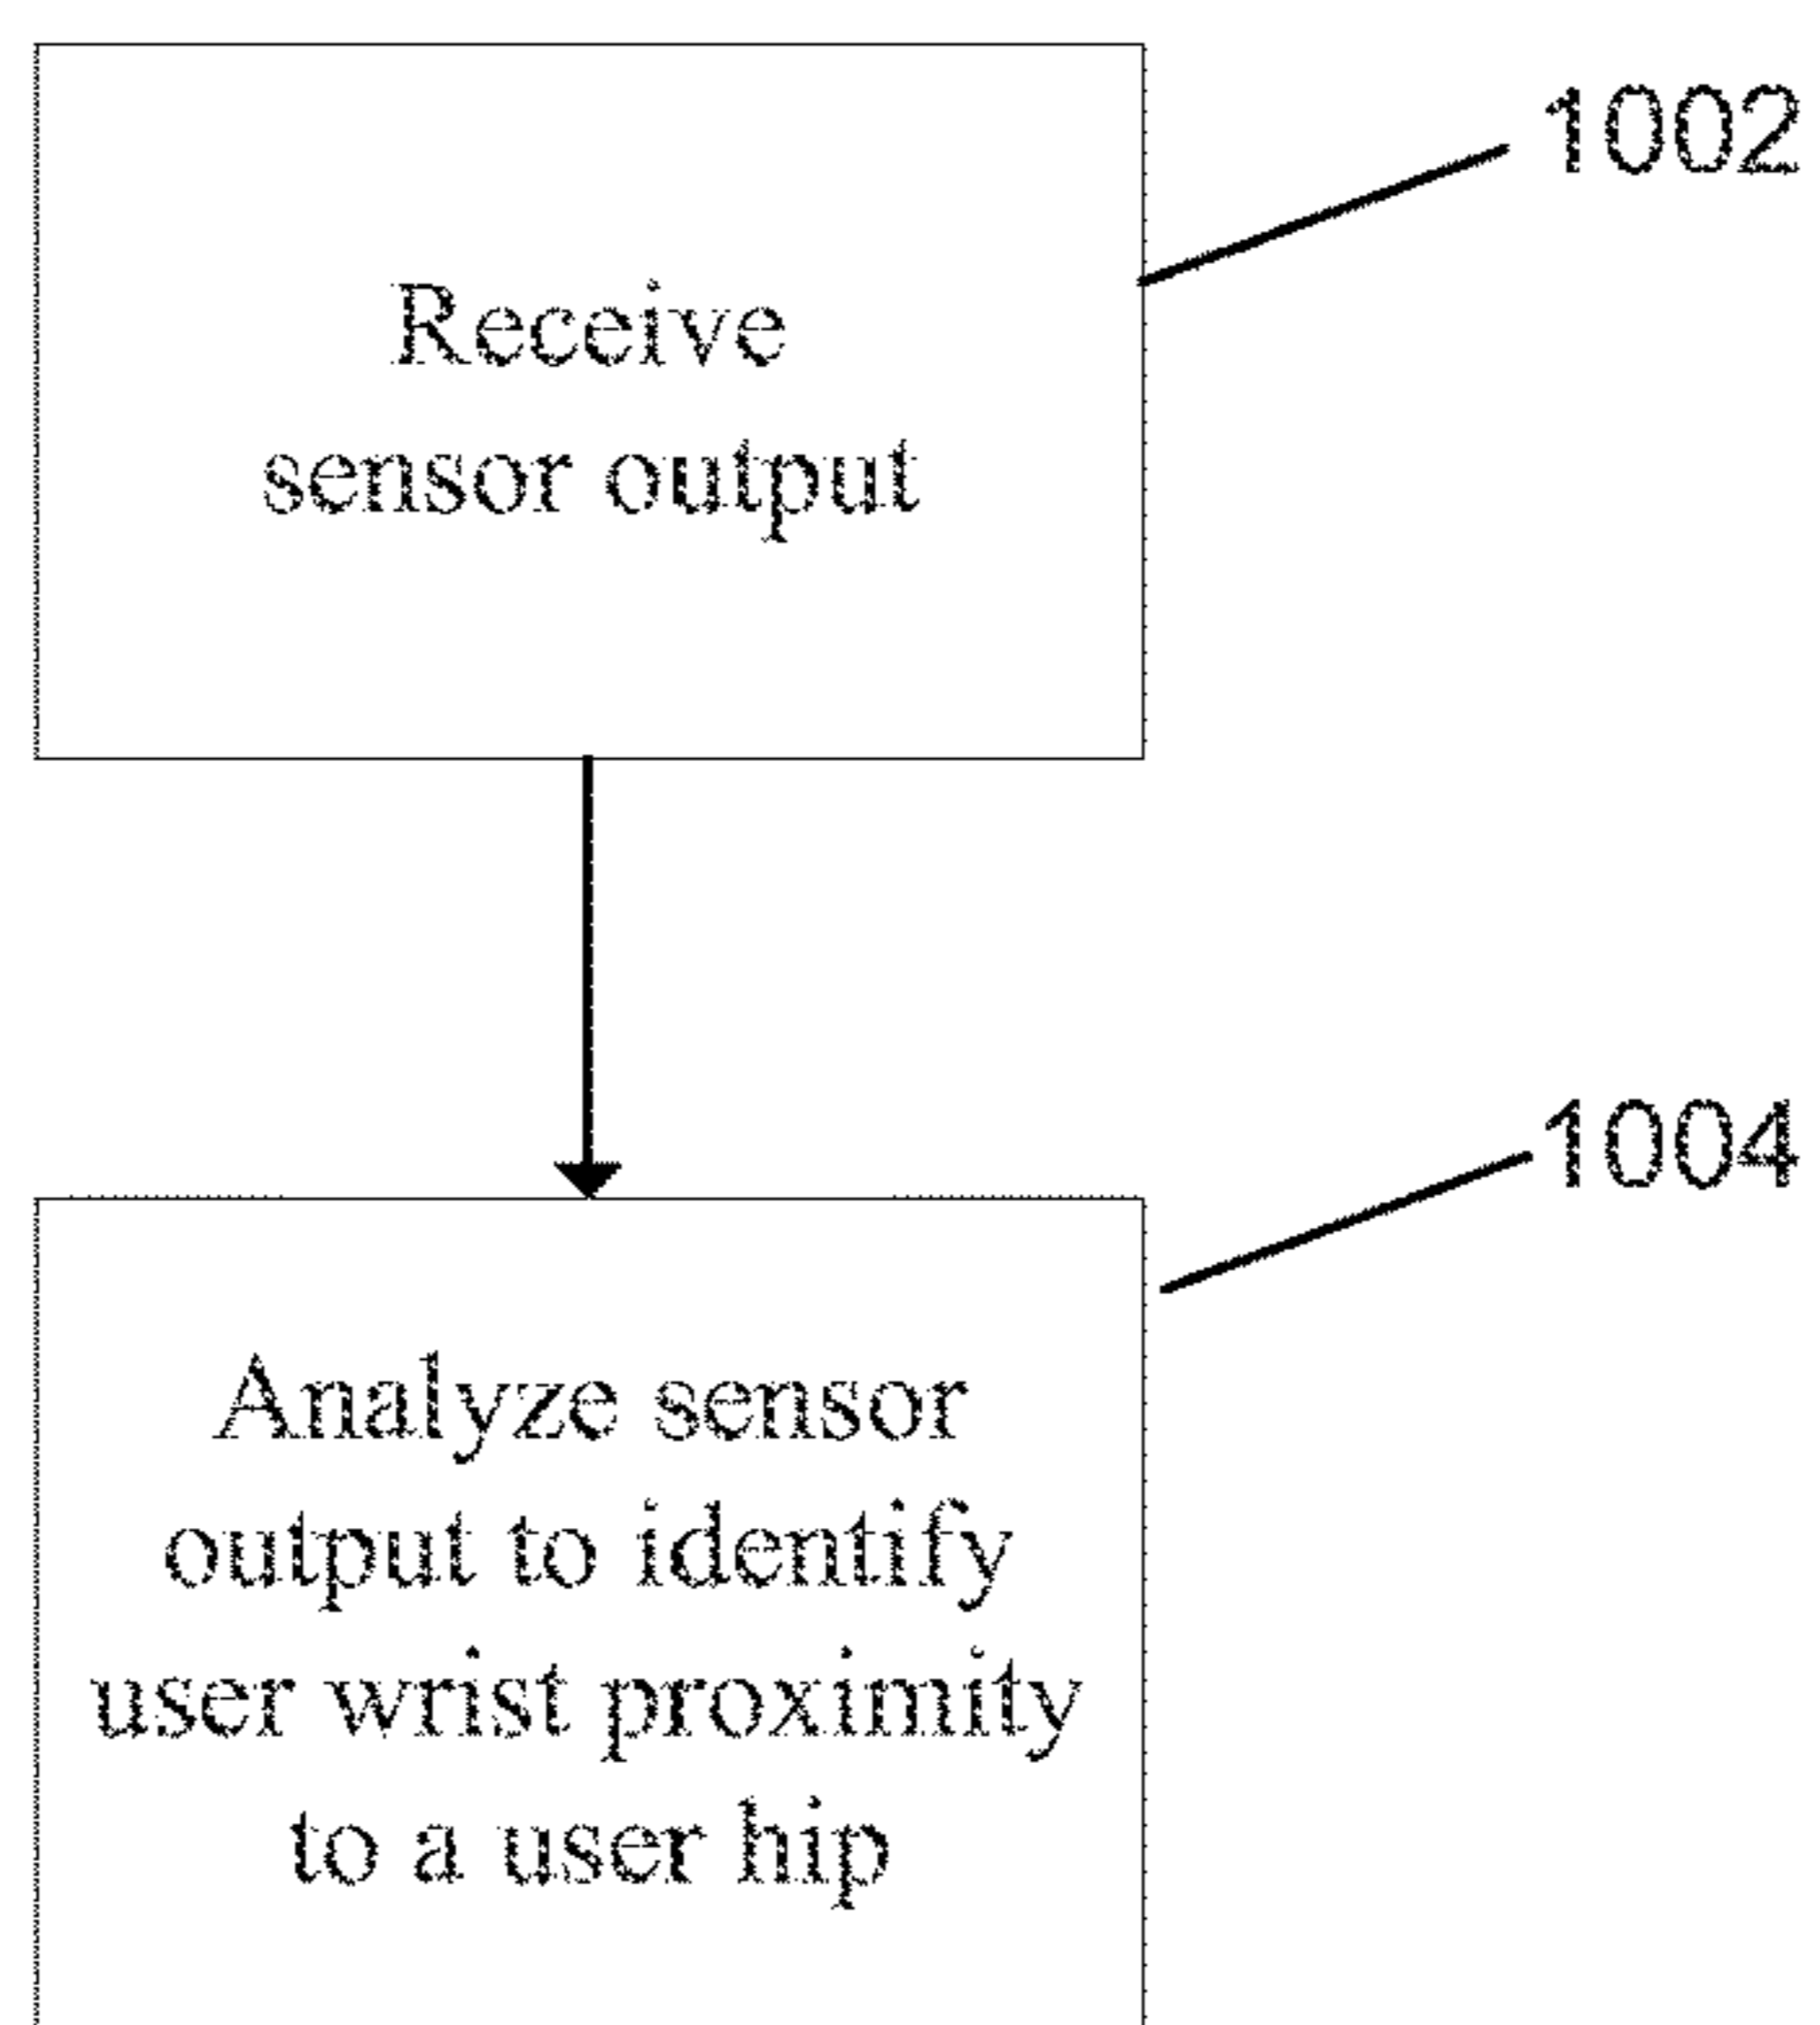 1002
Receive
sensor output
1004
Analyze sensor
output to identify
user wrist proximity
to a user hip